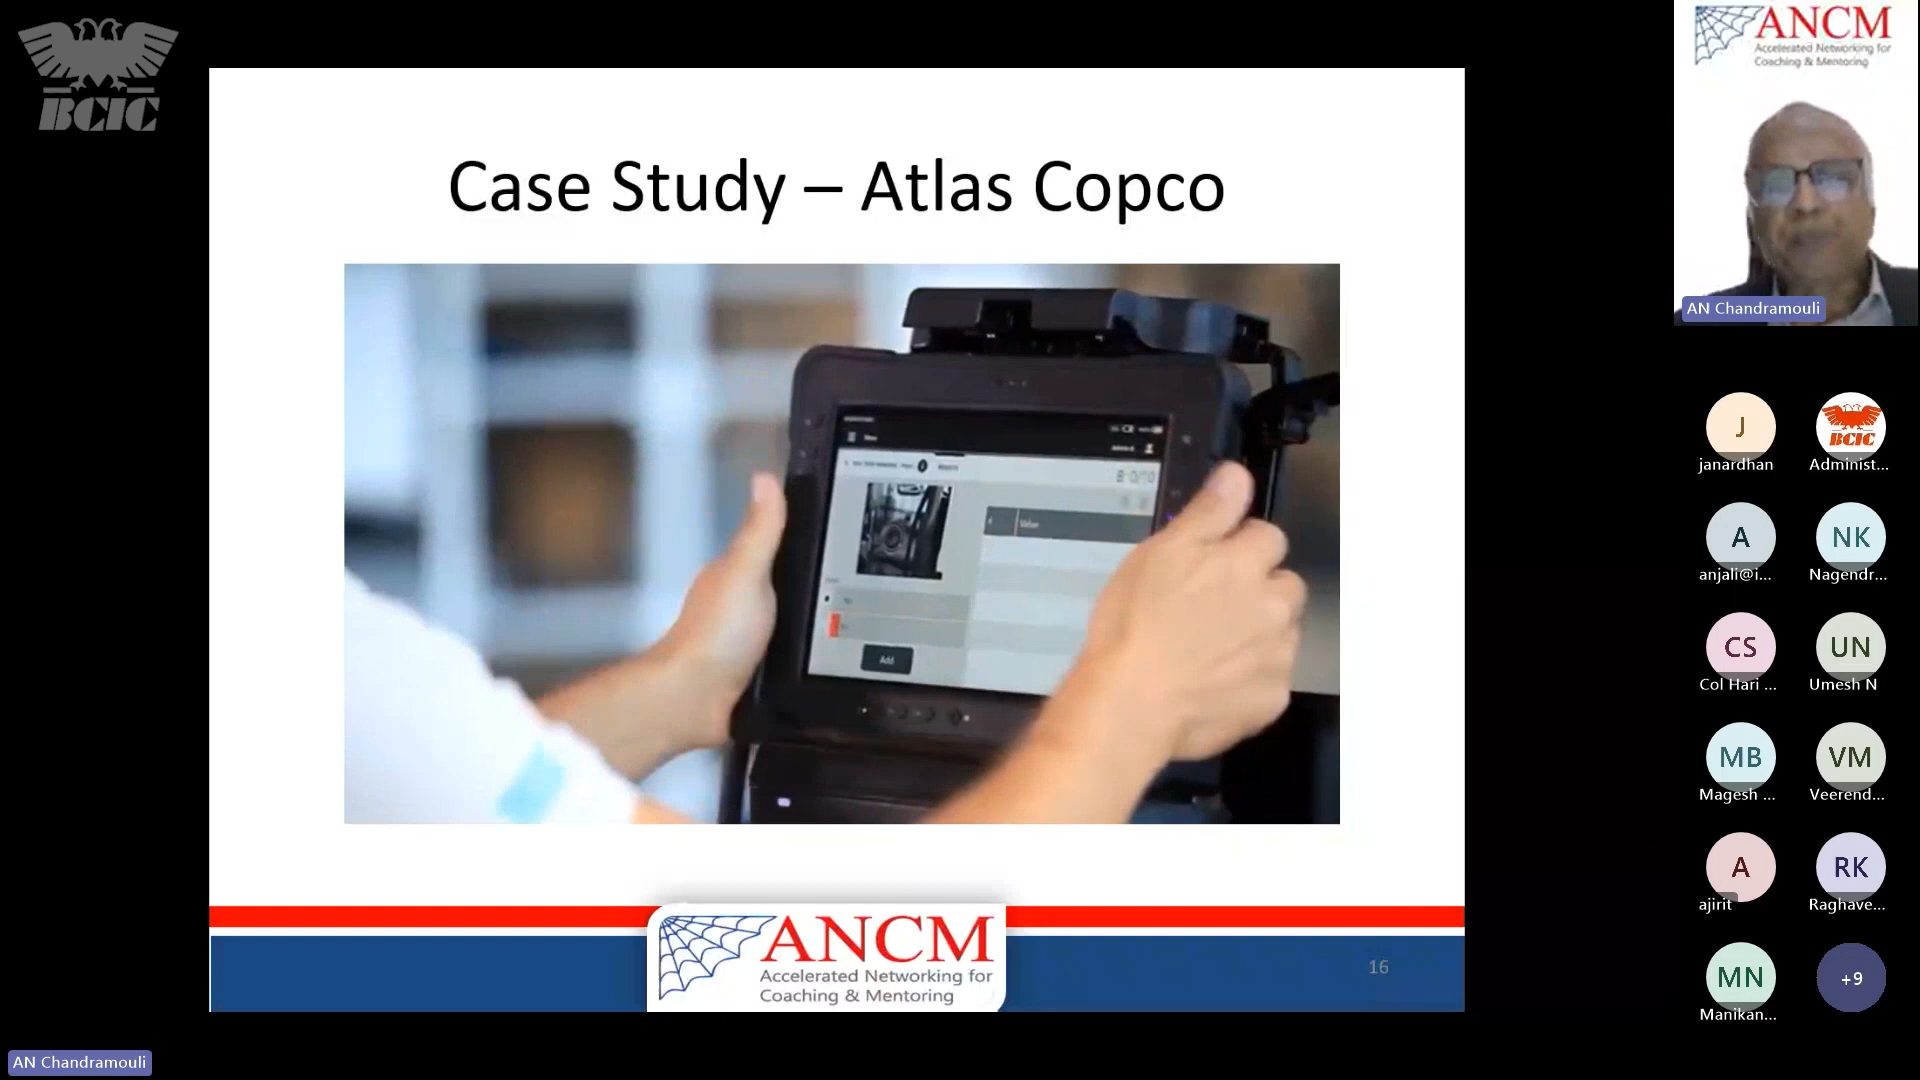 BCIC
Case Study – Atlas Copco
Value
Add
ANCM
Accelerated Networking for
Coaching & Mentoring
16
AN Chandramouli
ANCM
Accelerated Networking for
Coaching & Mentoring
AN Chandramouli
J
janardhan
BCIC
Administ...
A
anjali@i...
NK
Nagendr...
CS
Col Hari ...
UN
Umesh N
MB
Magesh ...
VM
Veerend...
A
ajirit
RK
Raghave...
MN
Manikan...
+9